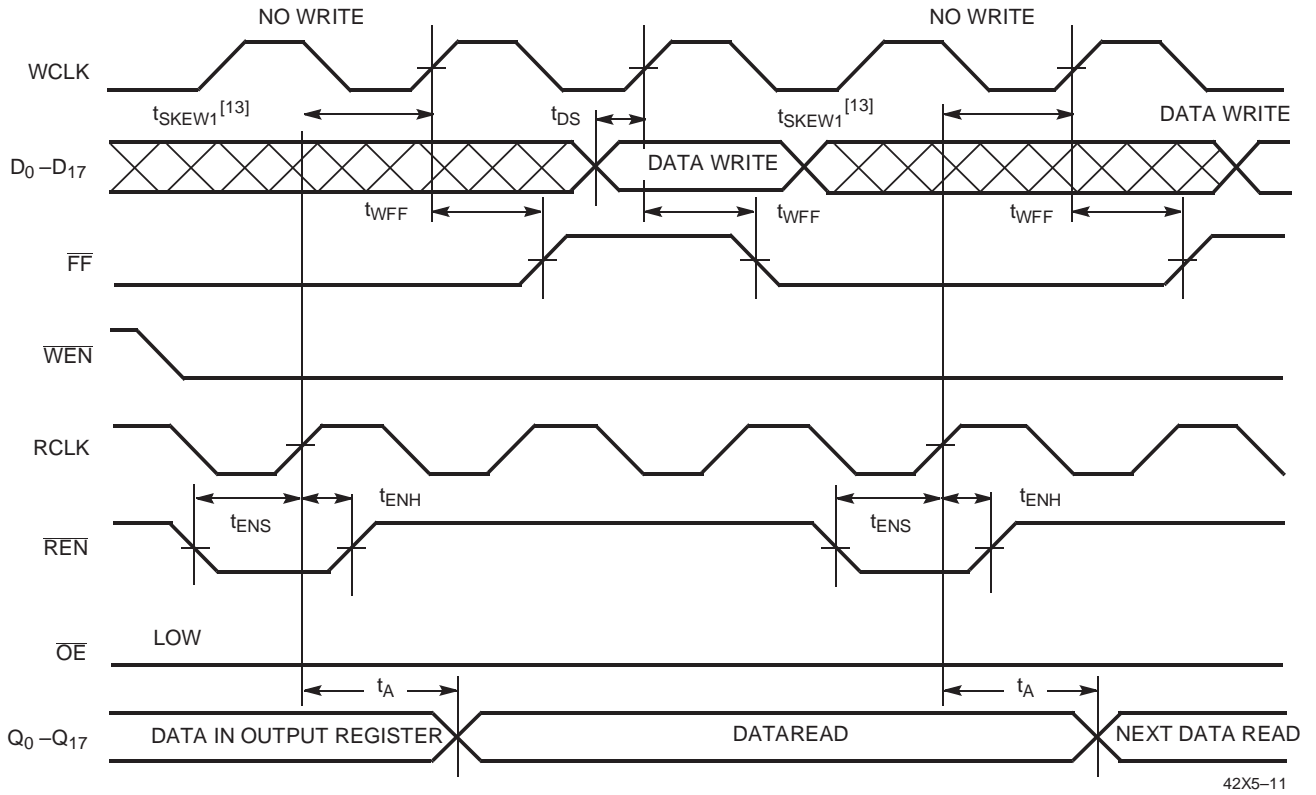 NO WRITE NO WRITE
WCLK
tSKEW1[13] tDS tSKEW1[13] DATA WRITE
D0 –D17 DATA WRITE
tWFF tWFF tWFF
FF
WEN
RCLK
tENS tENH tENS tENH
REN
LOW
OE
tA tA
Q0 –Q17 DATA IN OUTPUT REGISTER DATAREAD NEXT DATA READ
42X5–11